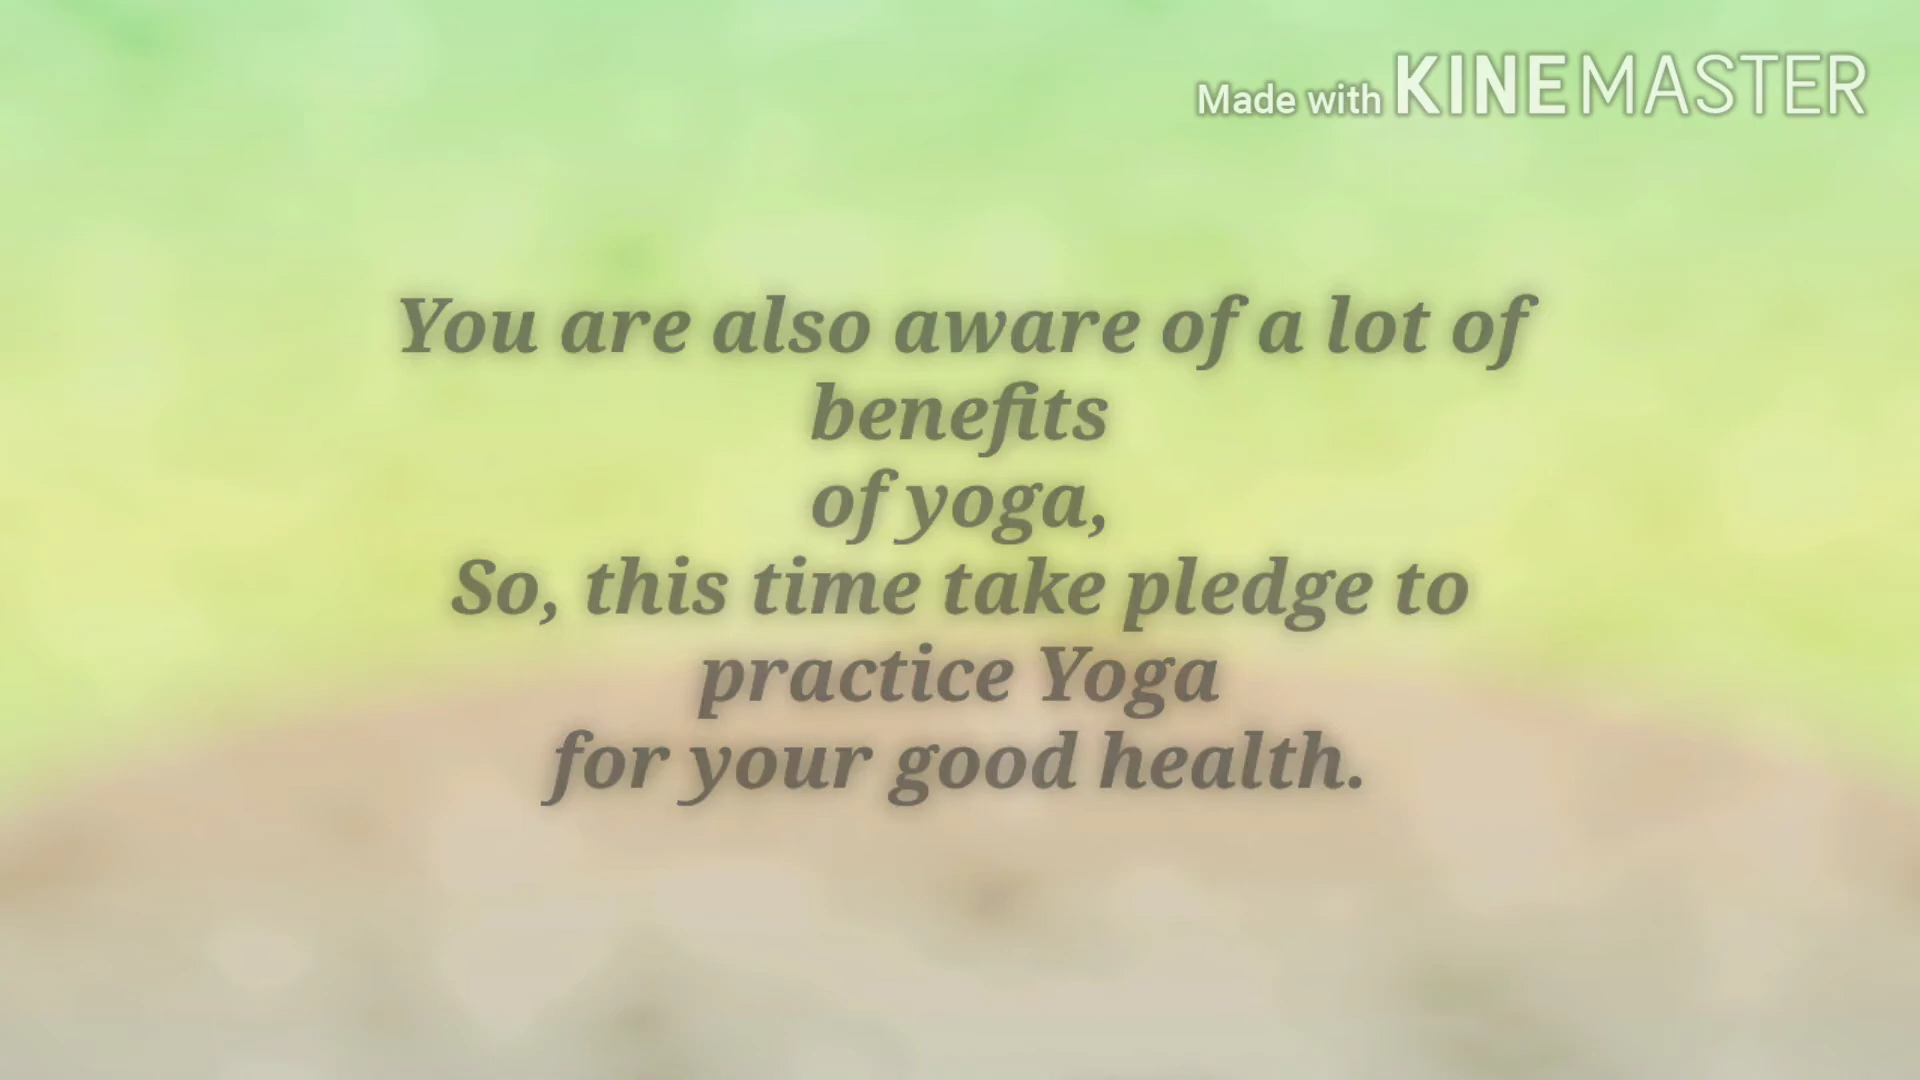 Made with KINEMASTER
You are also aware of a lot of
benefits
of yoga,
So, this time take pledge to
practice Yoga
for your good health.